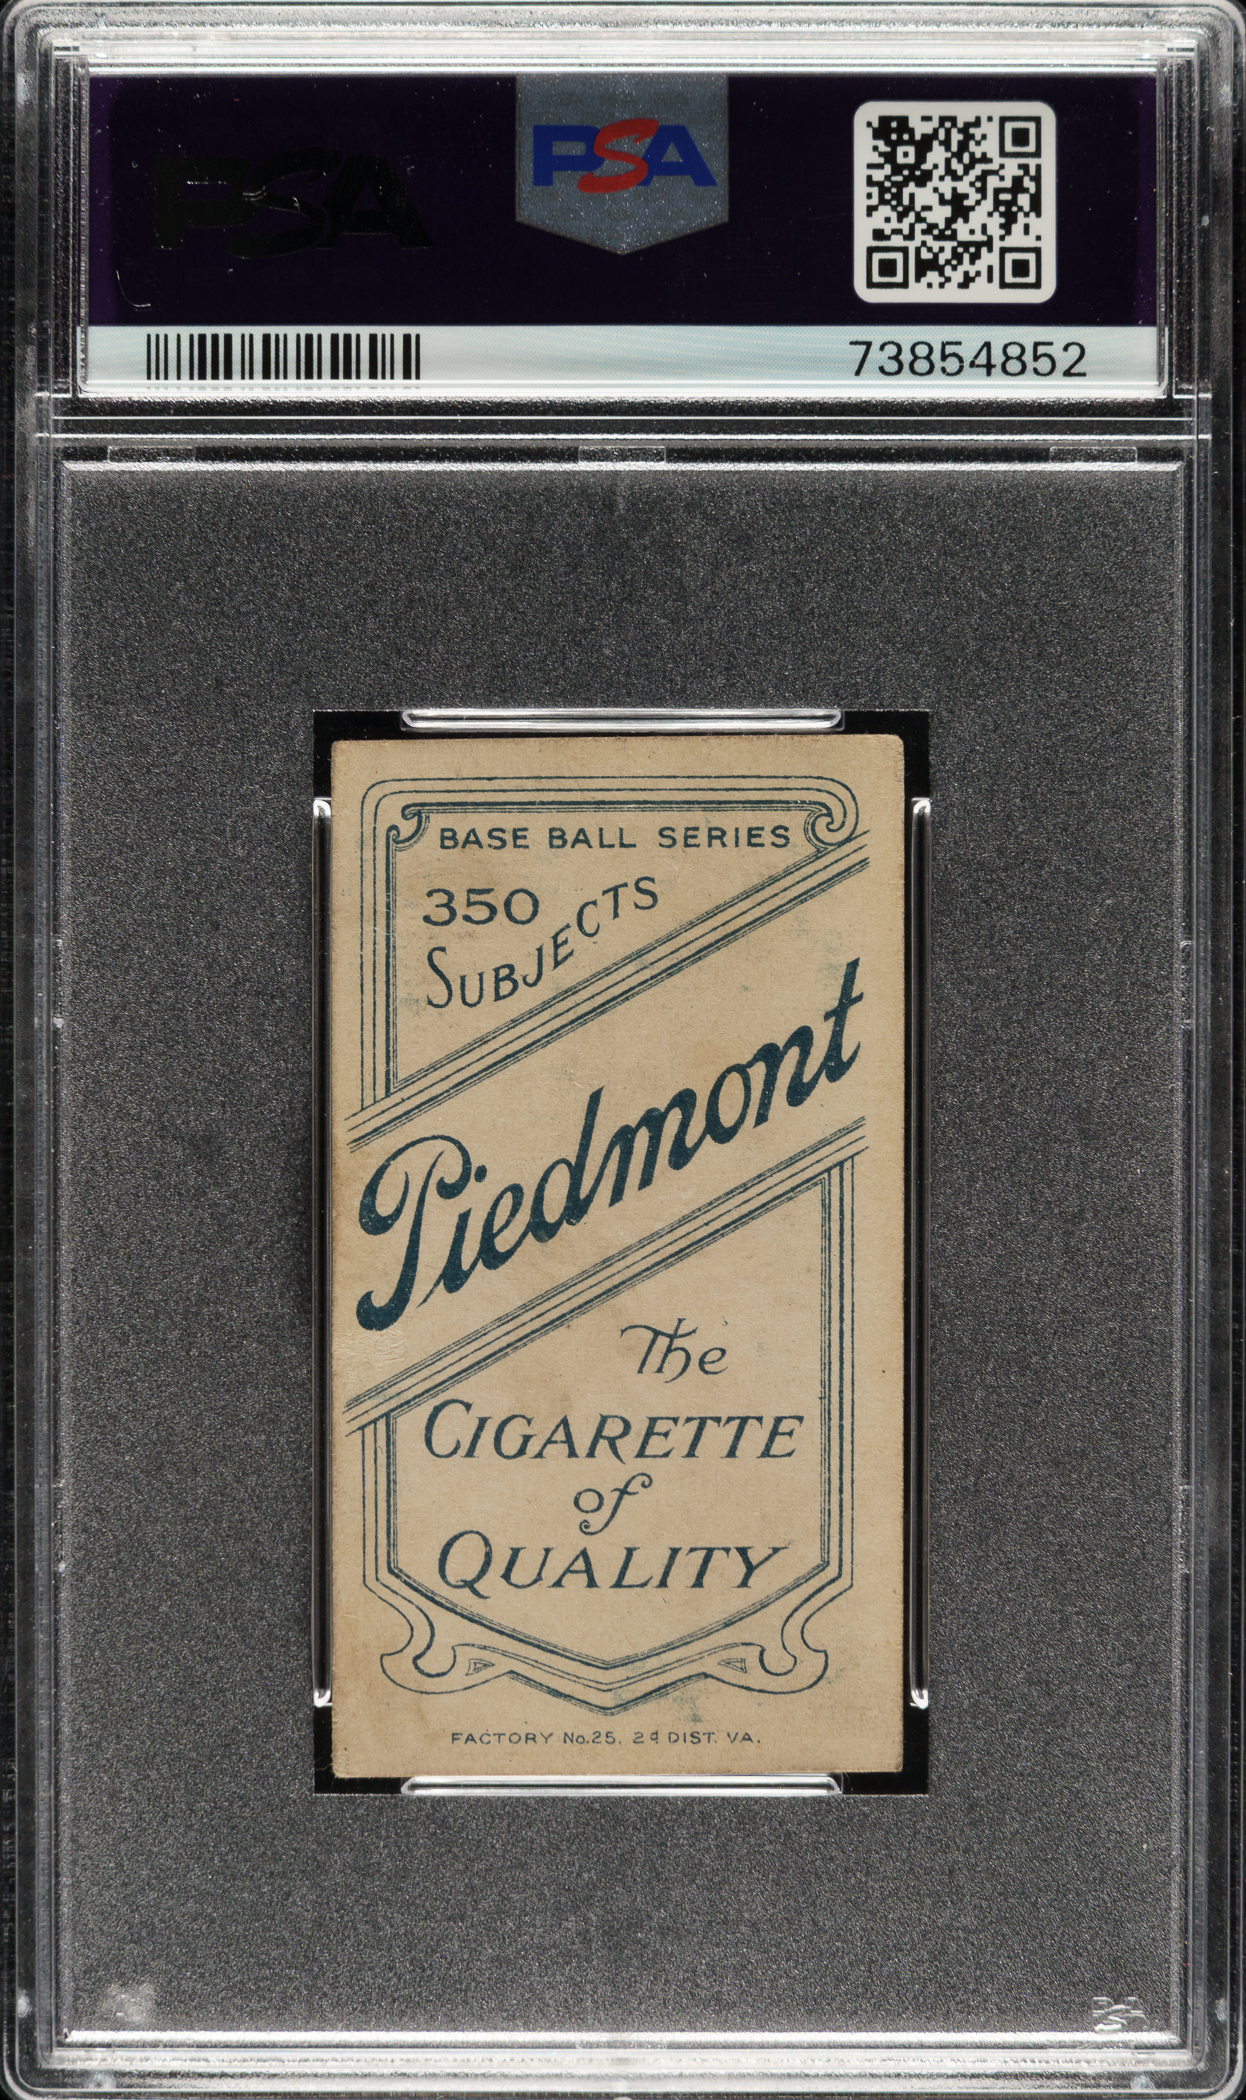 PSA
PSA
73854852
BASE BALL SERIES
350
SUBJECTS
Piedmont
The
CIGARETTE
of
QUALITY
FACTORY No.25. 2d DIST. VA.
PSA